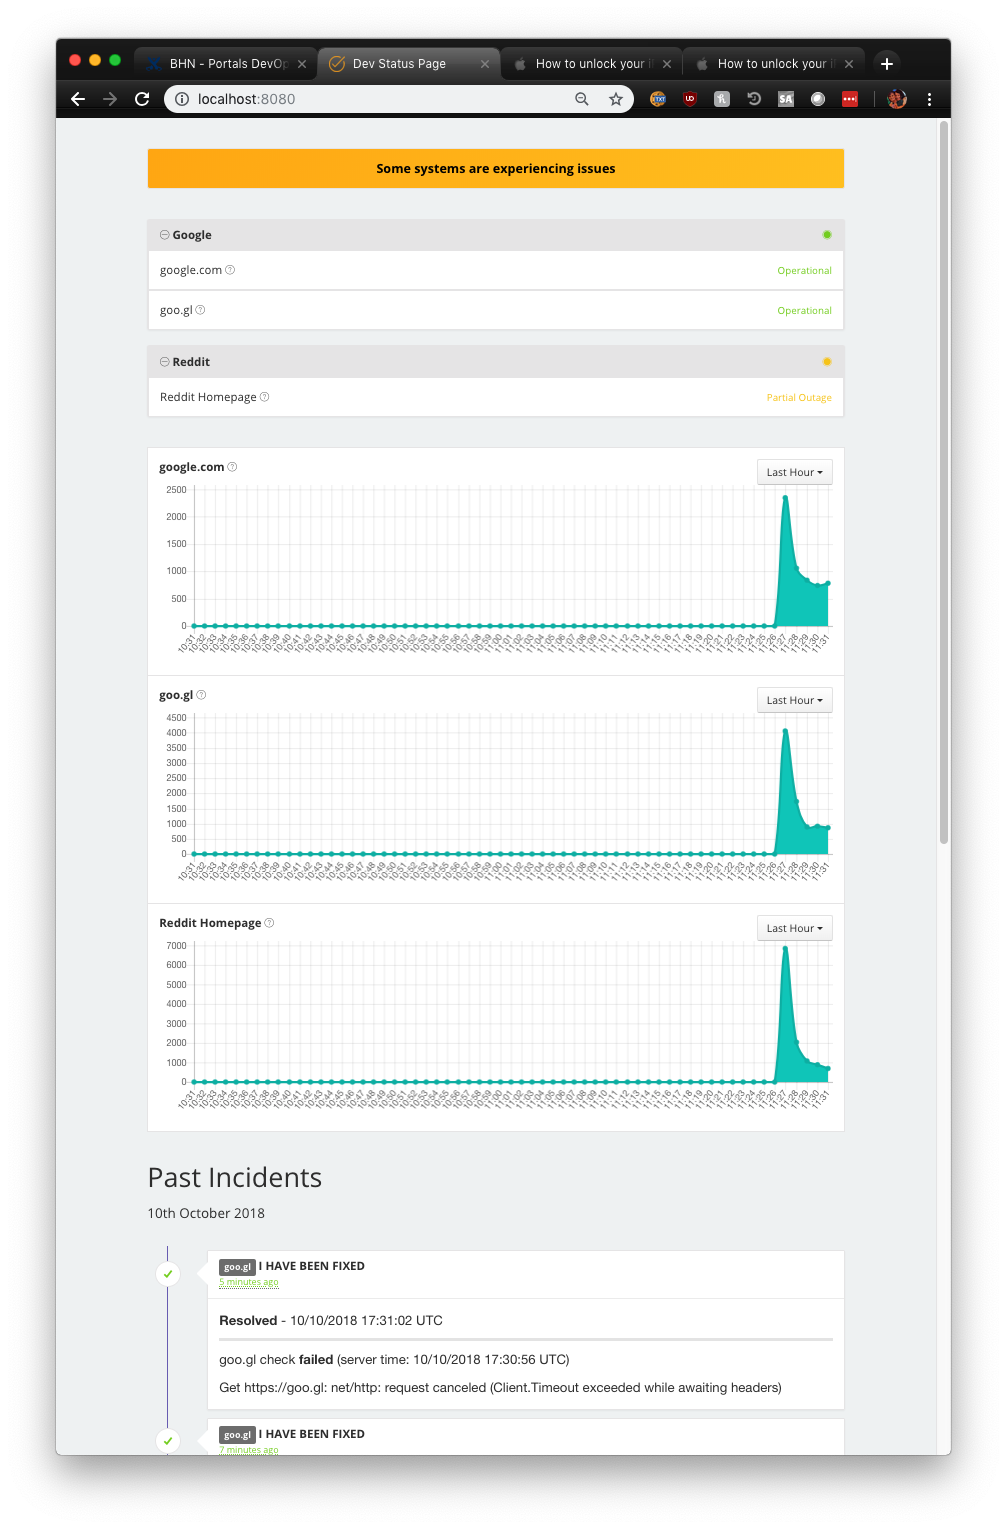 BHN - Portals DevOp
Dev Status Page
How to unlock your i
How to unlock your i
localhost:8080
Some systems are experiencing issues
Google
google.com
Operational
goo.gl
Operational
Reddit
Reddit Homepage
Partial Outage
google.com
Last Hour
2500
2000
1500
1000
500
0
10:31 10:32 10:33 10:34 10:35 10:36 10:37 10:38 10:39 10:40 10:41 10:42 10:43 10:44 10:45 10:46 10:47 10:48 10:49 10:50 10:51 10:52 10:53 10:54 10:55 10:56 10:57 10:58 10:59 11:00 11:01 11:02 11:03 11:04 11:05 11:06 11:07 11:08 11:09 11:10 11:11 11:12 11:13 11:14 11:15 11:16 11:17 11:18 11:19 11:20 11:21 11:22 11:23 11:24 11:25 11:26 11:27 11:28 11:29 11:30 11:31
goo.gl
Last Hour
4500
4000
3500
3000
2500
2000
1500
1000
500
0
10:31 10:32 10:33 10:34 10:35 10:36 10:37 10:38 10:39 10:40 10:41 10:42 10:43 10:44 10:45 10:46 10:47 10:48 10:49 10:50 10:51 10:52 10:53 10:54 10:55 10:56 10:57 10:58 10:59 11:00 11:01 11:02 11:03 11:04 11:05 11:06 11:07 11:08 11:09 11:10 11:11 11:12 11:13 11:14 11:15 11:16 11:17 11:18 11:19 11:20 11:21 11:22 11:23 11:24 11:25 11:26 11:27 11:28 11:29 11:30 11:31
Reddit Homepage
Last Hour
7000
6000
5000
4000
3000
2000
1000
0
10:31 10:32 10:33 10:34 10:35 10:36 10:37 10:38 10:39 10:40 10:41 10:42 10:43 10:44 10:45 10:46 10:47 10:48 10:49 10:50 10:51 10:52 10:53 10:54 10:55 10:56 10:57 10:58 10:59 11:00 11:01 11:02 11:03 11:04 11:05 11:06 11:07 11:08 11:09 11:10 11:11 11:12 11:13 11:14 11:15 11:16 11:17 11:18 11:19 11:20 11:21 11:22 11:23 11:24 11:25 11:26 11:27 11:28 11:29 11:30 11:31
Past Incidents
10th October 2018
goo.gl I HAVE BEEN FIXED
5 minutes ago
Resolved - 10/10/2018 17:31:02 UTC
goo.gl check failed (server time: 10/10/2018 17:30:56 UTC)
Get https://goo.gl: net/http: request canceled (Client.Timeout exceeded while awaiting headers)
goo.gl I HAVE BEEN FIXED
7 minutes ago